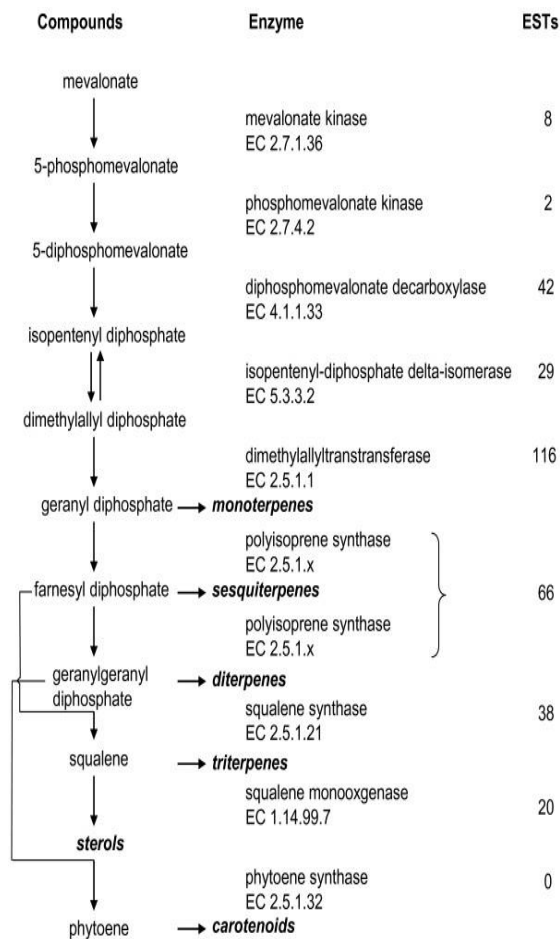 Compounds Enzyme ESTs
mevalonate
mevalonate kinase 8
EC 2.7.1.36
5-phosphomevalonate
phosphomevalonate kinase 2
EC 2.7.4.2
5-diphosphomevalonate
diphosphomevalonate decarboxylase 42
EC 4.1.1.33
isopentenyl diphosphate
isopentenyl-diphosphate delta-isomerase 29
EC 5.3.3.2
dimethylallyl diphosphate
dimethylallyltranstransferase 116
EC 2.5.1.1
geranyl diphosphate monoterpenes
polyisoprene synthase
EC 2.5.1.x
farnesyl diphosphate sesquiterpenes 66
polyisoprene synthase
EC 2.5.1.x
geranylgeranyl diterpenes
diphosphate
squalene synthase 38
EC 2.5.1.21
squalene triterpenes
squalene monooxgenase 20
EC 1.14.99.7
sterols
phytoene synthase 0
EC 2.5.1.32
phytoene carotenoids